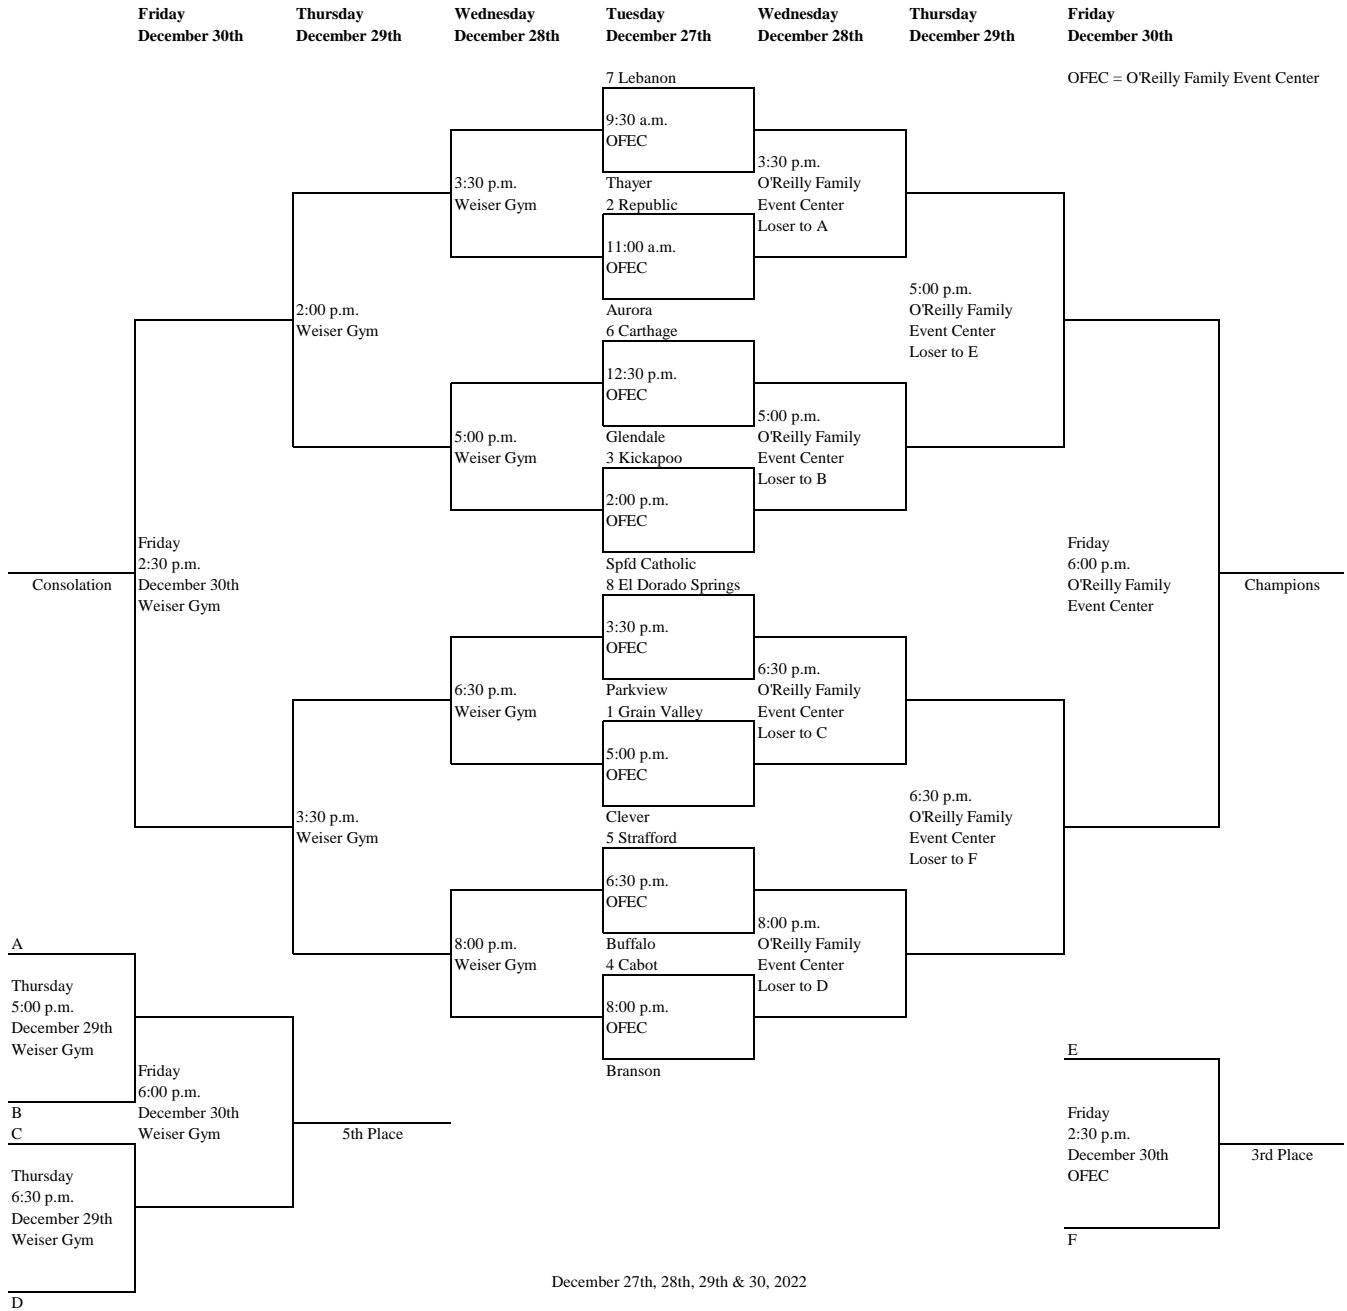 Friday
December 30th
Thursday
December 29th
Wednesday
December 28th
Tuesday
December 27th
Wednesday
December 28th
Thursday
December 29th
Friday
December 30th
OFEC = O'Reilly Family Event Center
7 Lebanon
9:30 a.m.
OFEC
Thayer
2 Republic
11:00 a.m.
OFEC
Aurora
6 Carthage
12:30 p.m.
OFEC
Glendale
3 Kickapoo
2:00 p.m.
OFEC
Spfd Catholic
8 El Dorado Springs
3:30 p.m.
OFEC
Parkview
1 Grain Valley
5:00 p.m.
OFEC
Clever
5 Strafford
6:30 p.m.
OFEC
Buffalo
4 Cabot
8:00 p.m.
OFEC
Branson
3:30 p.m.
Weiser Gym
5:00 p.m.
Weiser Gym
6:30 p.m.
Weiser Gym
8:00 p.m.
Weiser Gym
2:00 p.m.
Weiser Gym
3:30 p.m.
Weiser Gym
Friday
2:30 p.m.
December 30th
Weiser Gym
Consolation
3:30 p.m.
O'Reilly Family
Event Center
Loser to A
5:00 p.m.
O'Reilly Family
Event Center
Loser to B
6:30 p.m.
O'Reilly Family
Event Center
Loser to C
8:00 p.m.
O'Reilly Family
Event Center
Loser to D
5:00 p.m.
O'Reilly Family
Event Center
Loser to E
6:30 p.m.
O'Reilly Family
Event Center
Loser to F
Friday
6:00 p.m.
O'Reilly Family
Event Center
Champions
A
Thursday
5:00 p.m.
December 29th
Weiser Gym
B
C
Thursday
6:30 p.m.
December 29th
Weiser Gym
D
Friday
6:00 p.m.
December 30th
Weiser Gym
5th Place
E
Friday
2:30 p.m.
December 30th
OFEC
F
3rd Place
December 27th, 28th, 29th & 30, 2022